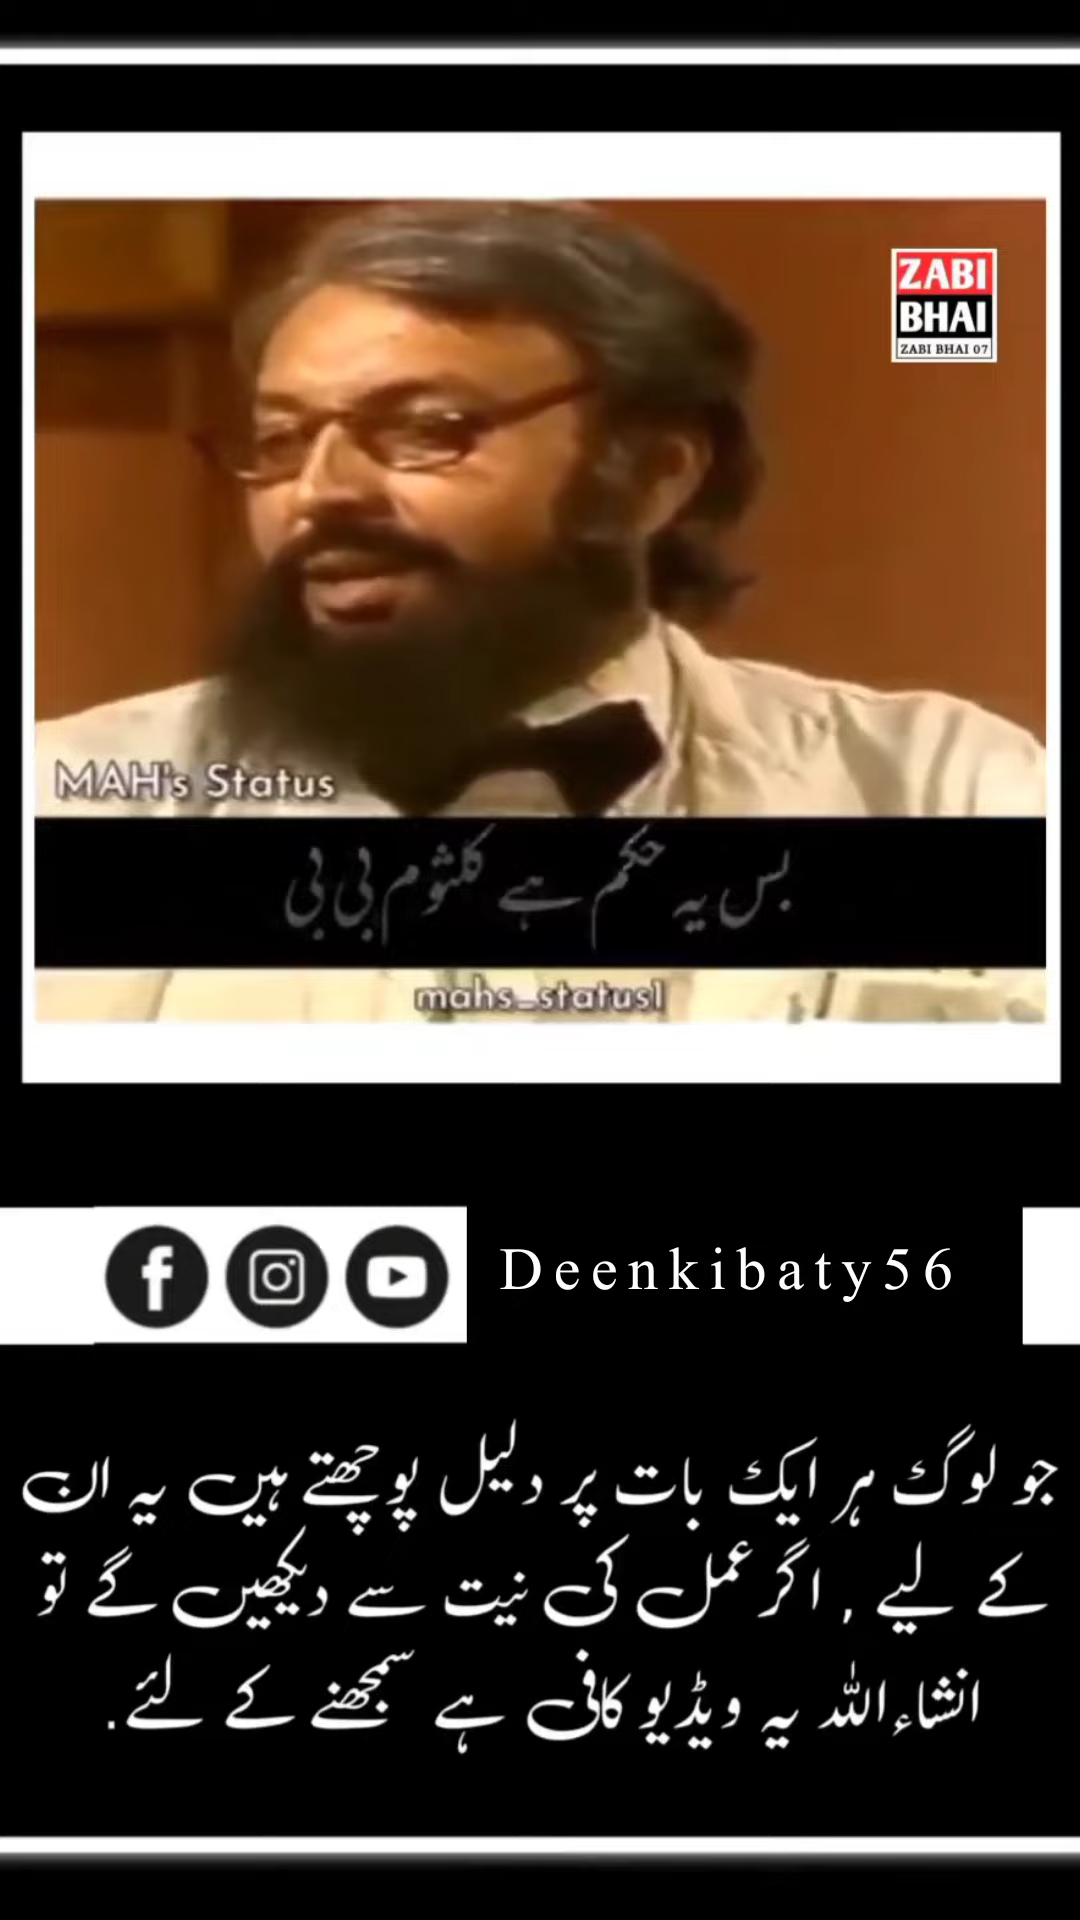 ZABI
BHAI
ZABI BHAI 07
MAH's Status
بس یہ حکم ہے کلثوم بی بی
mahs_status1
Deenkibaty56
جو لوگ ہر ایک بات پر دلیل پوچھتے ہیں یہ ان
کے لیے , اگر عمل کی نیت سے دیکھیں گے تو
انشاءاللہ یہ ویڈیو کافی ہے سمجھنے کے لئے.